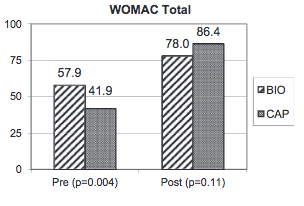 WOMAC Total
100
75
50
25
0
57.9
41.9
78.0
86.4
Pre (p=0.004)
Post (p=0.11)
BIO
CAP